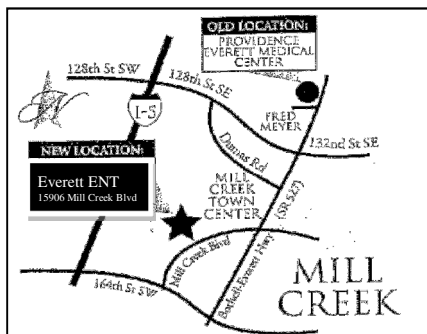 OLD LOCATION:
PROVIDENCE
EVERETT MEDICAL
CENTER
128th St SW
128th St SE
I-5
FRED
MEYER
132nd St SE
NEW LOCATION:
Everett ENT
15906 Mill Creek Blvd
Dumas Rd
MILL
CREEK
TOWN
CENTER
(SR 527)
Mill Creek Blvd
Bothell-Everett Hwy
164th St SW
MILL
CREEK